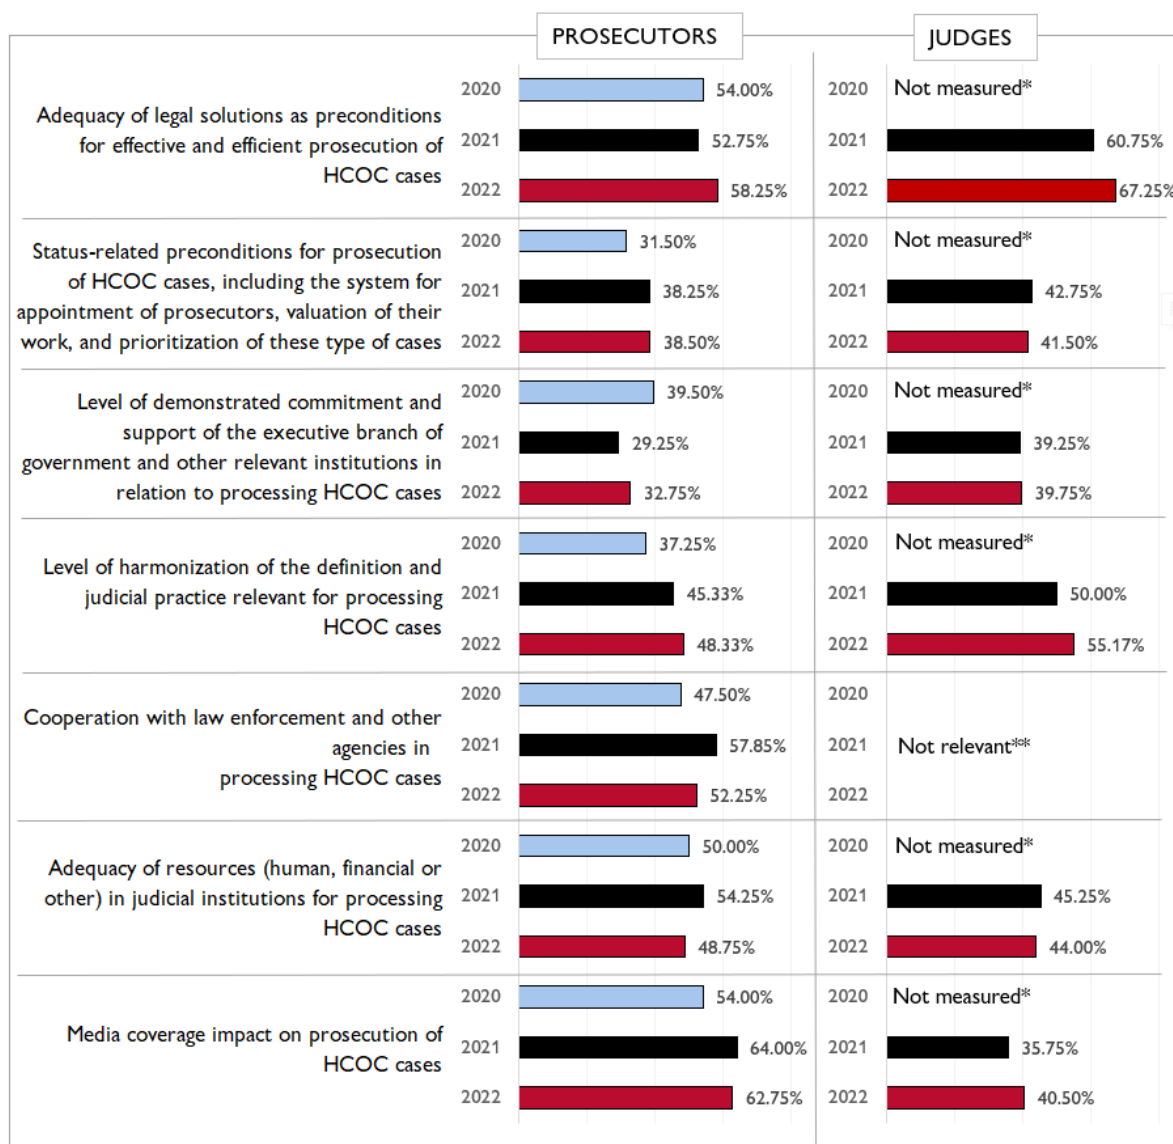 PROSECUTORS
JUDGES
Adequacy of legal solutions as preconditions
for effective and efficient prosecution of
HCOC cases
2020 54.00% 2020 Not measured*
2021 52.75% 2021 60.75%
2022 58.25% 2022 67.25%
Status-related preconditions for prosecution
of HCOC cases, including the system for
appointment of prosecutors, valuation of their
work, and prioritization of these type of cases
2020 31.50% 2020 Not measured*
2021 38.25% 2021 42.75%
2022 38.50% 2022 41.50%
Level of demonstrated commitment and
support of the executive branch of
government and other relevant institutions in
relation to processing HCOC cases
2020 39.50% 2020 Not measured*
2021 29.25% 2021 39.25%
2022 32.75% 2022 39.75%
Level of harmonization of the definition and
judicial practice relevant for processing
HCOC cases
2020 37.25% 2020 Not measured*
2021 45.33% 2021 50.00%
2022 48.33% 2022 55.17%
Cooperation with law enforcement and other
agencies in
processing HCOC cases
2020 47.50% 2020
2021 57.85% 2021 Not relevant**
2022 52.25% 2022
Adequacy of resources (human, financial or
other) in judicial institutions for processing
HCOC cases
2020 50.00% 2020 Not measured*
2021 54.25% 2021 45.25%
2022 48.75% 2022 44.00%
Media coverage impact on prosecution of
HCOC cases
2020 54.00% 2020 Not measured*
2021 64.00% 2021 35.75%
2022 62.75% 2022 40.50%